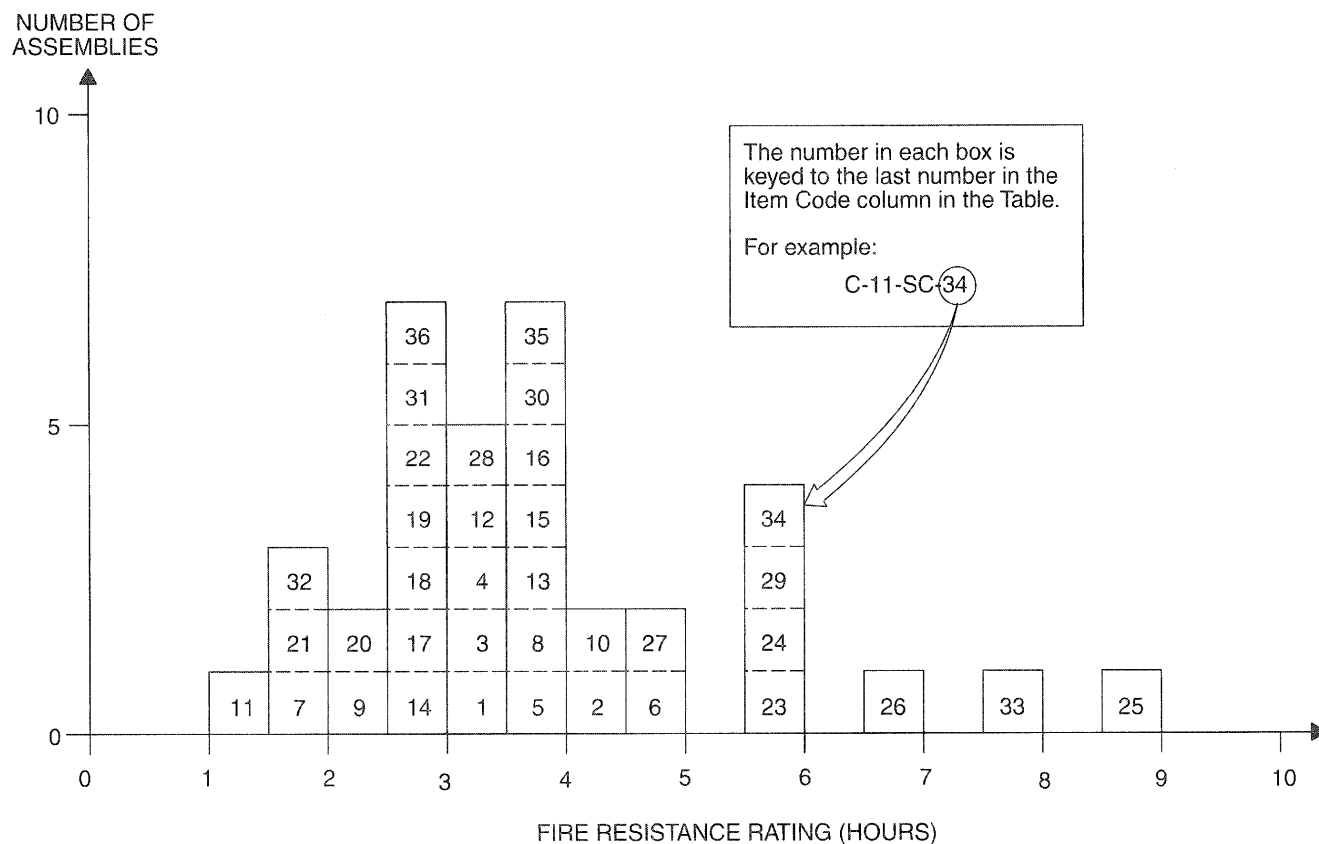 NUMBER OF
ASSEMBLIES
10
The number in each box is
keyed to the last number in the
Item Code column in the Table.
For example:
C-11-SC-34
36 35
31 30
5
22 28 16
19 12 15 34
32 18 4 13 29
21 20 17 3 8 10 27 24
11 7 9 14 1 5 2 6 23 26 33 25
0
0 1 2 3 4 5 6 7 8 9 10
FIRE RESISTANCE RATING (HOURS)